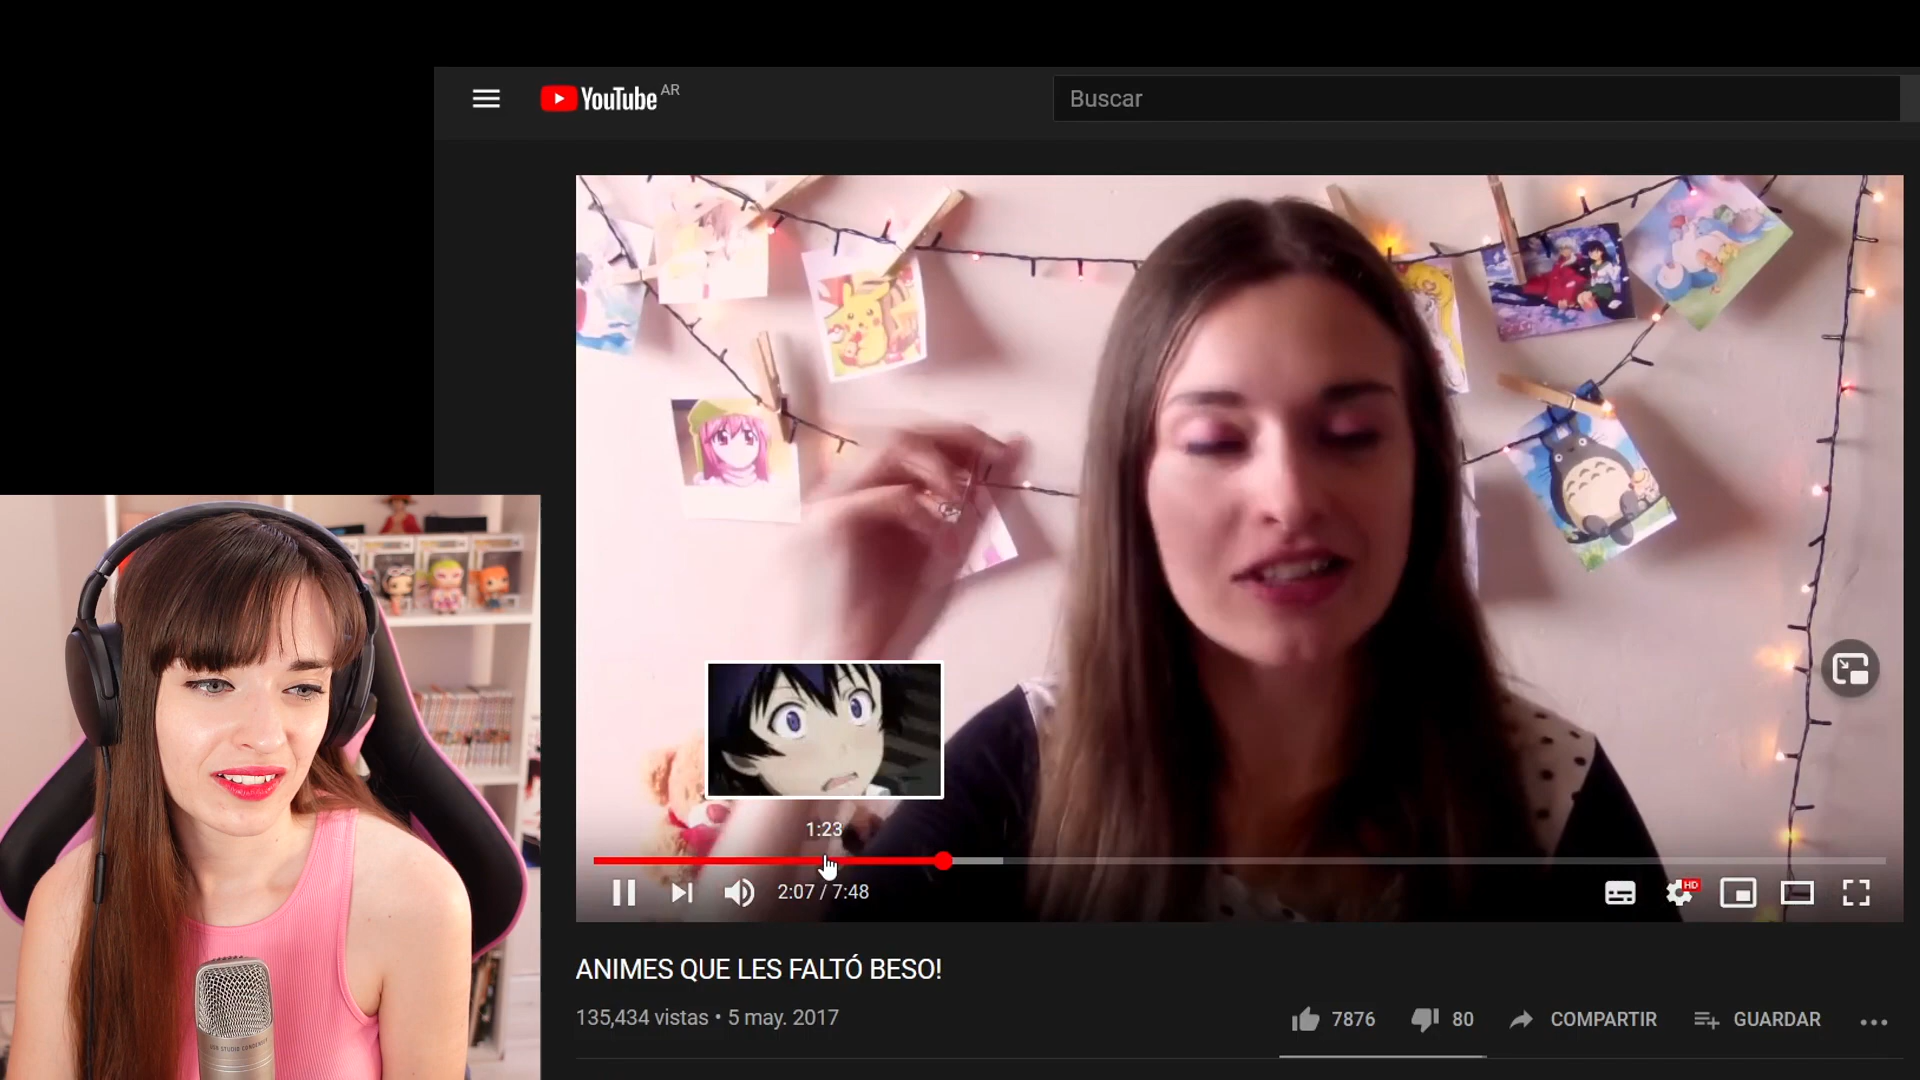 YouTube AR
Buscar
1:23
2:07 / 7:48
HD
ANIMES QUE LES FALTÓ BESO!
135,434 vistas • 5 may. 2017
7876
80
COMPARTIR
GUARDAR